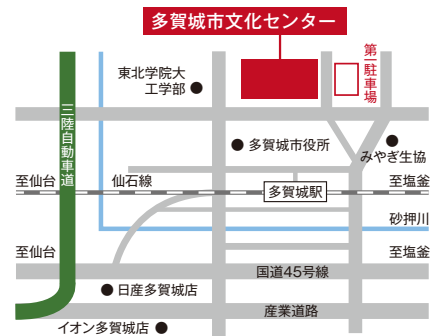 多賀城市文化センター
第一駐車場
東北学院大
工学部
三陸自動車道
多賀城市役所
みやぎ生協
至仙台
仙石線
多賀城駅
至塩釜
砂押川
至仙台
至塩釜
国道45号線
日産多賀城店
産業道路
イオン多賀城店